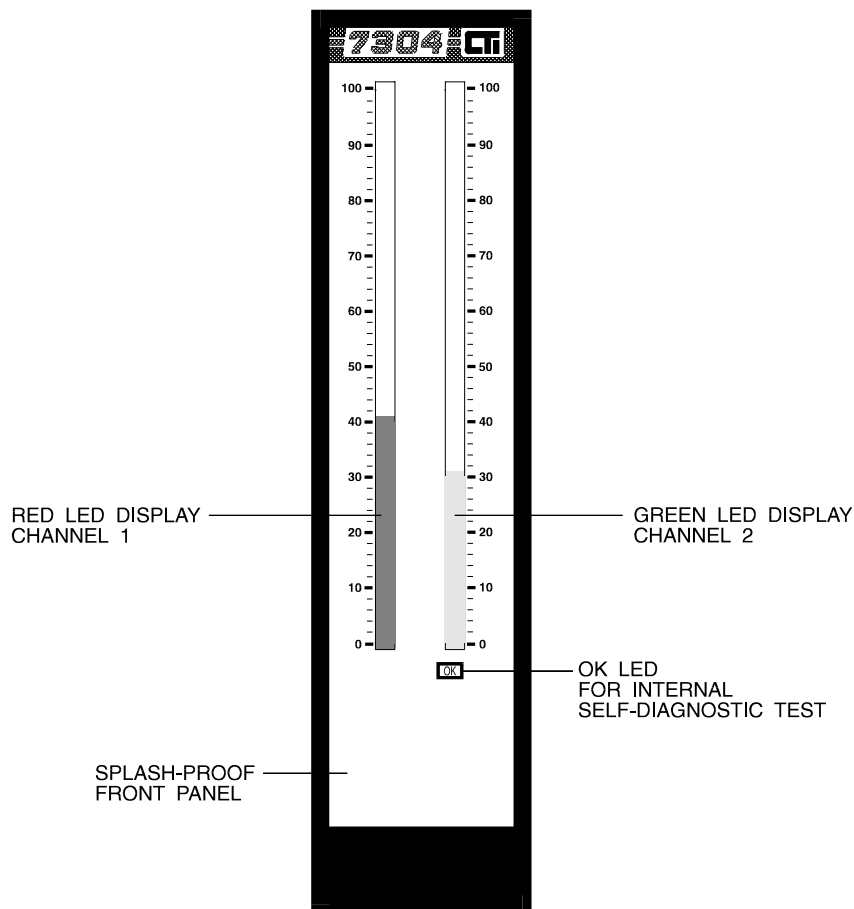 7304 CTi
100 100
90 90
80 80
70 70
60 60
50 50
40 40
30 30
20 20
10 10
0 0
RED LED DISPLAY
CHANNEL 1
GREEN LED DISPLAY
CHANNEL 2
OK
OK LED
FOR INTERNAL
SELF-DIAGNOSTIC TEST
SPLASH-PROOF
FRONT PANEL